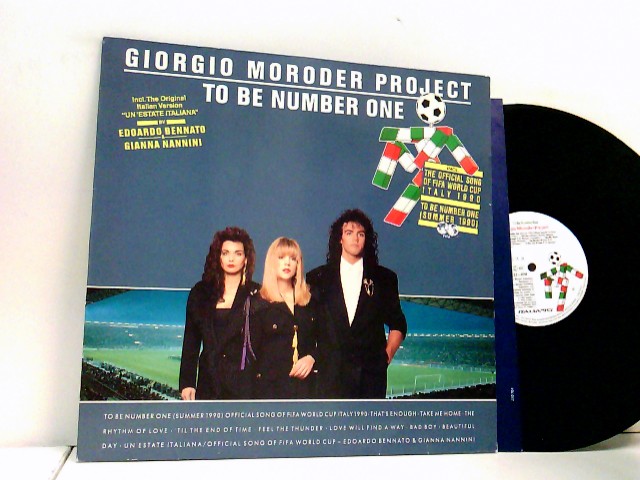 GIORGIO MORODER PROJECT
TO BE NUMBER ONE
Incl. The Original
Italian Version
"UN'ESTATE ITALIANA"
BY
EDOARDO BENNATO
&
GIANNA NANNINI
THE OFFICIAL SONG
OF FIFA WORLD CUP
ITALY 1990
TO BE NUMBER ONE
(SUMMER 1990)
TO BE NUMBER ONE (SUMMER 1990) OFFICIAL SONG OF FIFA WORLD CUP ITALY 1990 · THAT'S ENOUGH · TAKE ME HOME · THE
RHYTHM OF LOVE · 'TIL THE END OF TIME · FEEL THE THUNDER · LOVE WILL FIND A WAY · BAD BOY · BEAUTIFUL
DAY · UN ESTATE ITALIANA/OFFICIAL SONG OF FIFA WORLD CUP – EDOARDO BENNATO & GIANNA NANNINI